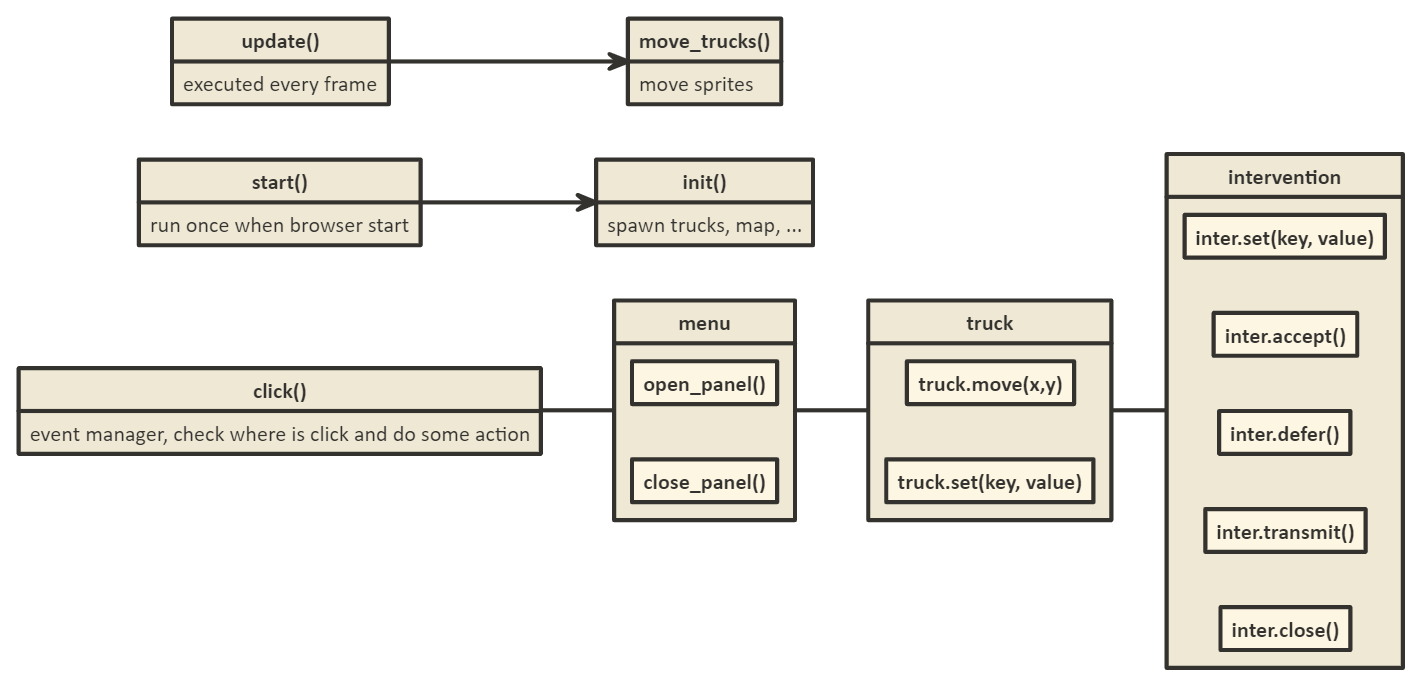 update()
executed every frame
move_trucks()
move sprites
start()
run once when browser start
init()
spawn trucks, map, ...
click()
event manager, check where is click and do some action
menu
open_panel()
close_panel()
truck
truck.move(x,y)
truck.set(key, value)
intervention
inter.set(key, value)
inter.accept()
inter.defer()
inter.transmit()
inter.close()